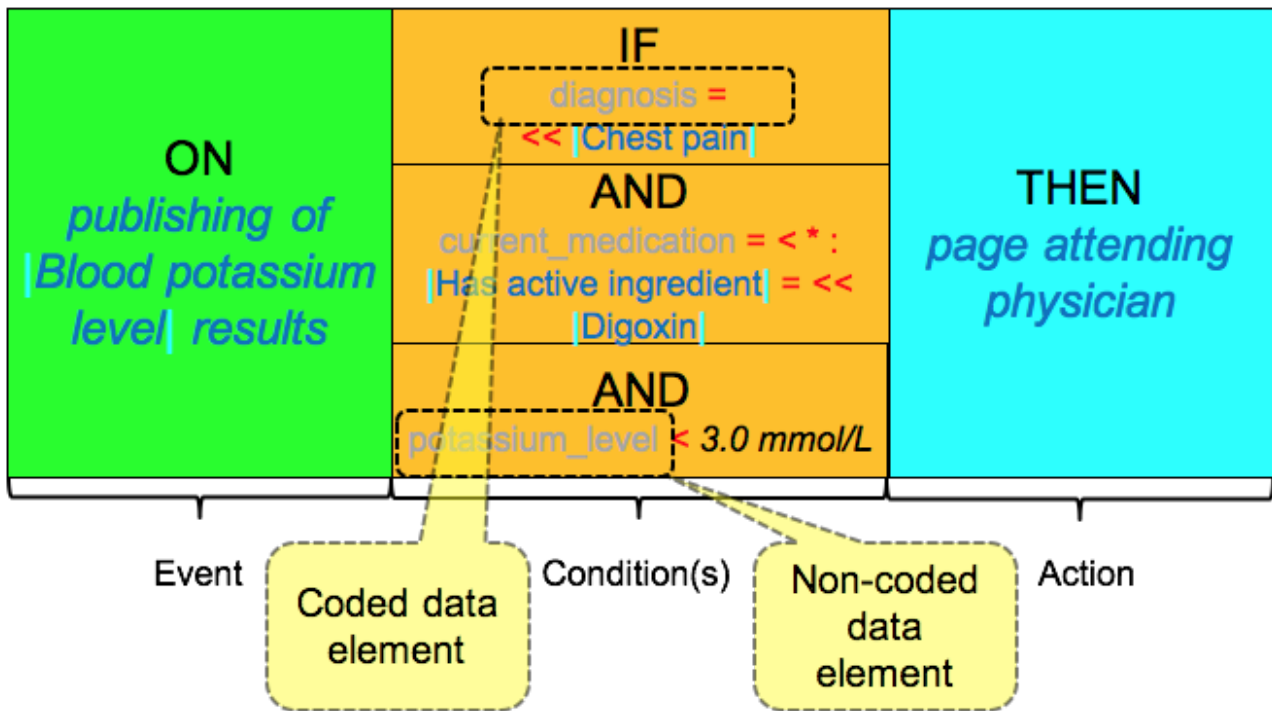 ON
publishing of
|Blood potassium
level| results
IF
diagnosis =
<< |Chest pain|
AND
current_medication = < * :
|Has active ingredient| = <<
|Digoxin|
AND
potassium_level < 3.0 mmol/L
THEN
page attending
physician
Event
Condition(s)
Action
Coded data
element
Non-coded
data
element